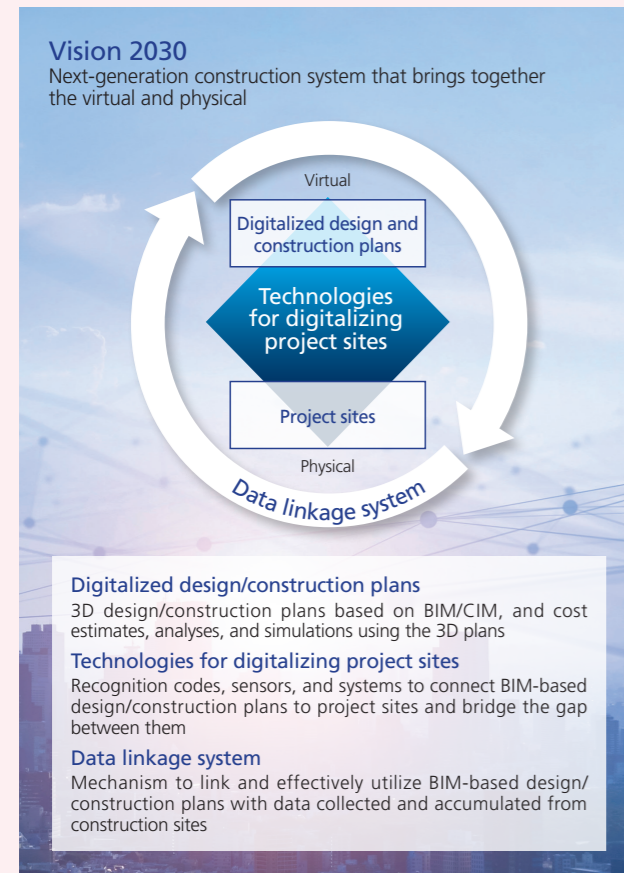 Vision 2030
Next-generation construction system that brings together
the virtual and physical
Virtual
Digitalized design and
construction plans
Technologies
for digitalizing
project sites
Project sites
Physical
Data linkage system
Digitalized design/construction plans
3D design/construction plans based on BIM/CIM, and cost
estimates, analyses, and simulations using the 3D plans
Technologies for digitalizing project sites
Recognition codes, sensors, and systems to connect BIM-based
design/construction plans to project sites and bridge the gap
between them
Data linkage system
Mechanism to link and effectively utilize BIM-based design/
construction plans with data collected and accumulated from
construction sites